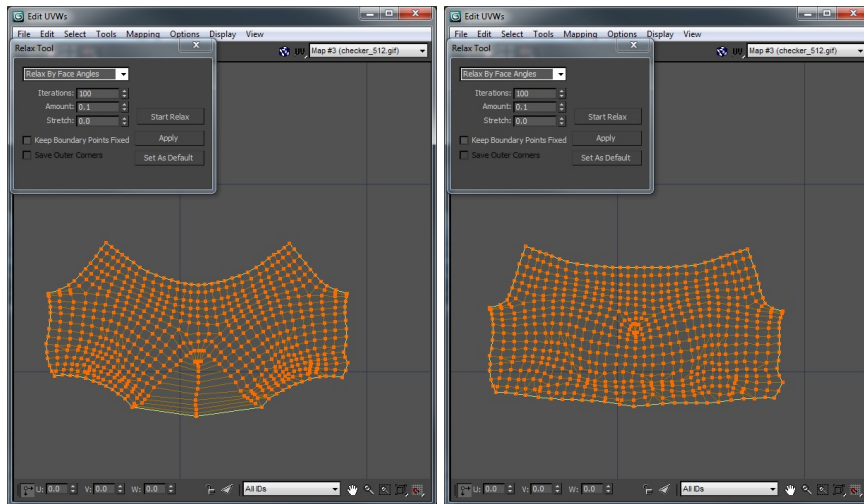 Edit UVWs
File Edit Select Tools Mapping Options Display View
Relax Tool
X
UV Map #3 (checker_512.gif)
Relax By Face Angles
Iterations: 100
Amount: 0.1
Stretch: 0.0
Start Relax
Keep Boundary Points Fixed
Apply
Save Outer Corners
Set As Default
U: 0.0 V: 0.0 W: 0.0 All IDs
Edit UVWs
File Edit Select Tools Mapping Options Display View
Relax Tool
X
UV Map #3 (checker_512.gif)
Relax By Face Angles
Iterations: 100
Amount: 0.1
Stretch: 0.0
Start Relax
Keep Boundary Points Fixed
Apply
Save Outer Corners
Set As Default
U: 0.0 V: 0.0 W: 0.0 All IDs